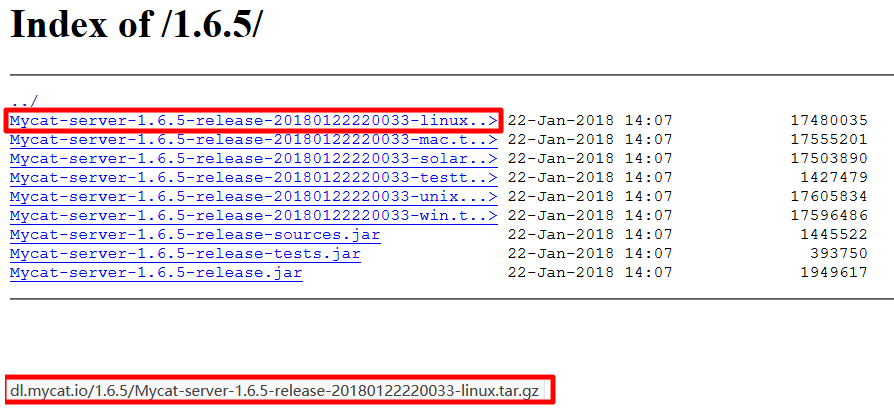 Index of /1.6.5/
../
Mycat-server-1.6.5-release-20180122220033-linux..> 22-Jan-2018 14:07 17480035
Mycat-server-1.6.5-release-20180122220033-mac.t..> 22-Jan-2018 14:07 17555201
Mycat-server-1.6.5-release-20180122220033-solar..> 22-Jan-2018 14:07 17503890
Mycat-server-1.6.5-release-20180122220033-testt..> 22-Jan-2018 14:07 1427479
Mycat-server-1.6.5-release-20180122220033-unix...> 22-Jan-2018 14:07 17605834
Mycat-server-1.6.5-release-20180122220033-win.t..> 22-Jan-2018 14:07 17596486
Mycat-server-1.6.5-release-sources.jar 22-Jan-2018 14:07 1445522
Mycat-server-1.6.5-release-tests.jar 22-Jan-2018 14:07 393750
Mycat-server-1.6.5-release.jar 22-Jan-2018 14:07 1949617
dl.mycat.io/1.6.5/Mycat-server-1.6.5-release-20180122220033-linux.tar.gz